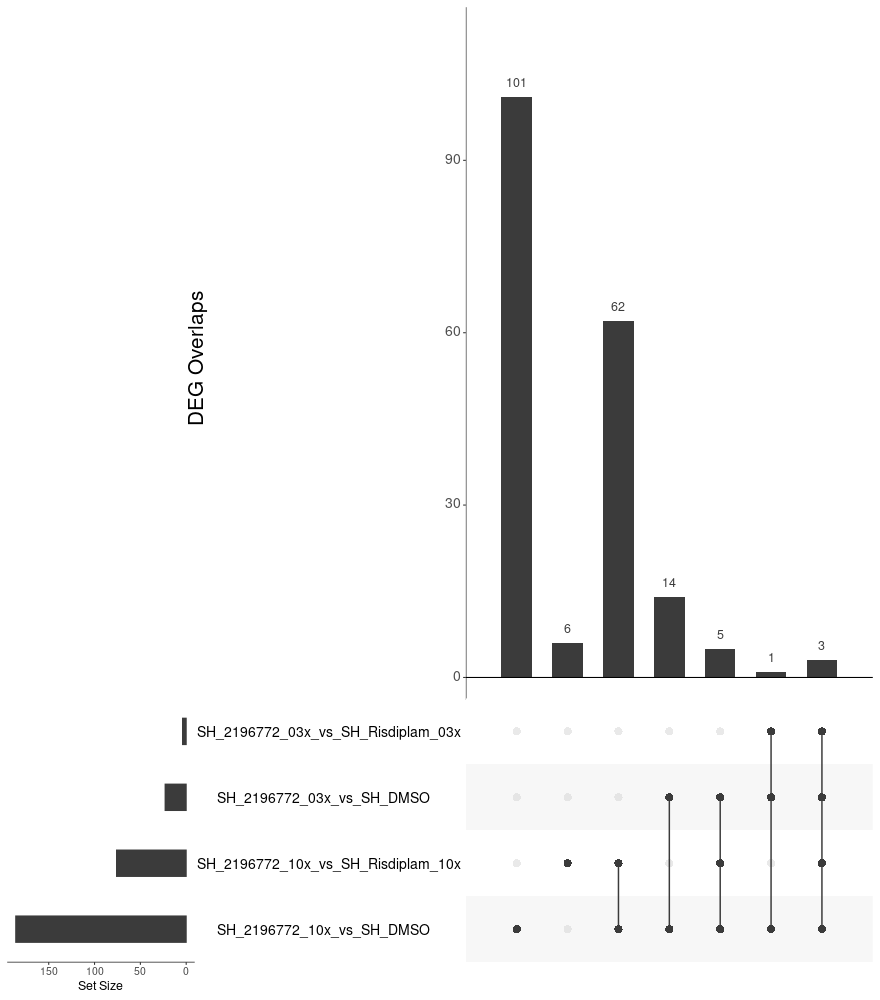 101
90
62
60
DEG Overlaps
30
14
6
5
1
3
0
SH_2196772_03x_vs_SH_Risdiplam_03x
SH_2196772_03x_vs_SH_DMSO
SH_2196772_10x_vs_SH_Risdiplam_10x
SH_2196772_10x_vs_SH_DMSO
150 100 50 0
Set Size